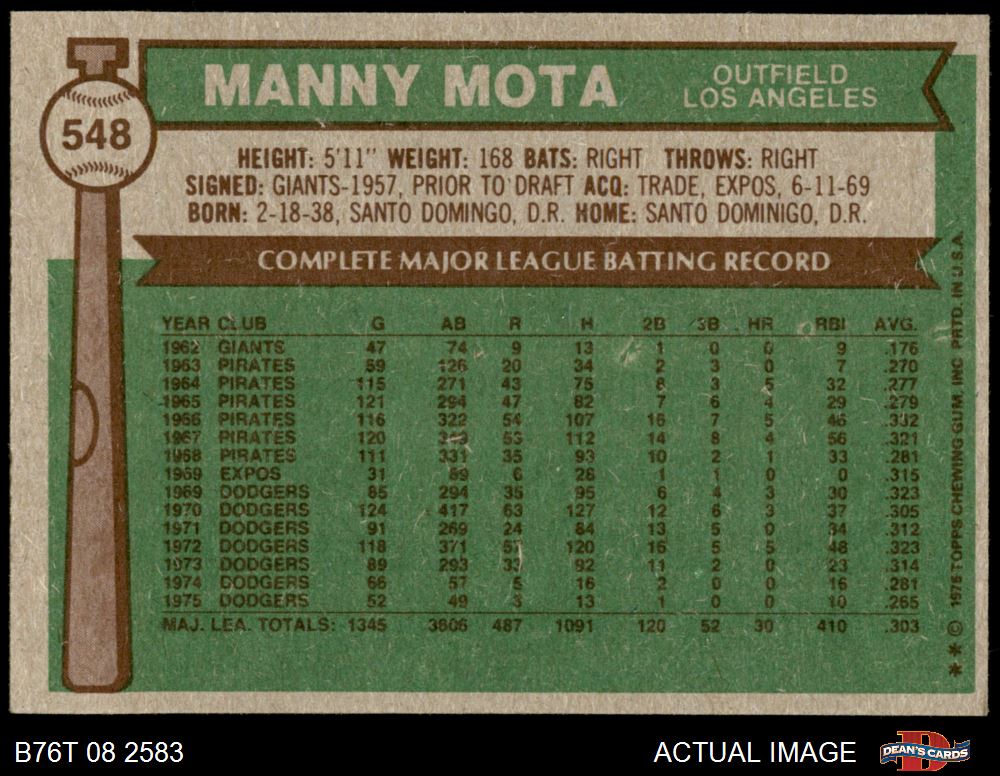 MANNY MOTA
OUTFIELD
LOS ANGELES
548
HEIGHT: 5'11" WEIGHT: 168 BATS: RIGHT THROWS: RIGHT
SIGNED: GIANTS-1957, PRIOR TO DRAFT ACQ: TRADE, EXPOS, 6-11-69
BORN: 2-18-38, SANTO DOMINGO, D.R. HOME: SANTO DOMINIGO, D.R.
COMPLETE MAJOR LEAGUE BATTING RECORD
YEAR CLUB G AB R H 2B 3B HR RBI AVG.
1962 GIANTS 47 74 9 13 1 0 0 9 .176
1963 PIRATES 59 126 20 34 2 3 0 7 .270
1964 PIRATES 115 271 43 75 8 3 5 32 .277
1965 PIRATES 121 294 47 82 7 6 4 29 .279
1966 PIRATES 116 322 54 107 16 7 5 46 .332
1967 PIRATES 120 53 112 14 8 4 56 .321
1968 PIRATES 111 331 35 93 10 2 1 33 .281
1969 EXPOS 31 89 6 28 1 1 0 0 .315
1969 DODGERS 85 294 35 95 6 4 3 30 .323
1970 DODGERS 124 417 63 127 12 6 3 37 .305
1971 DODGERS 91 269 24 84 13 5 0 34 .312
1972 DODGERS 118 371 57 120 16 5 5 48 .323
1973 DODGERS 89 293 33 92 11 2 0 23 .314
1974 DODGERS 66 57 5 16 2 0 0 16 .281
1975 DODGERS 52 49 3 13 1 0 0 10 .265
MAJ. LEA. TOTALS: 1345 3606 487 1091 120 52 30 410 .303
** © 1976 TOPPS CHEWING GUM, INC. PRTD. IN U.S.A.
B76T 08 2583
ACTUAL IMAGE
DEAN'S CARDS